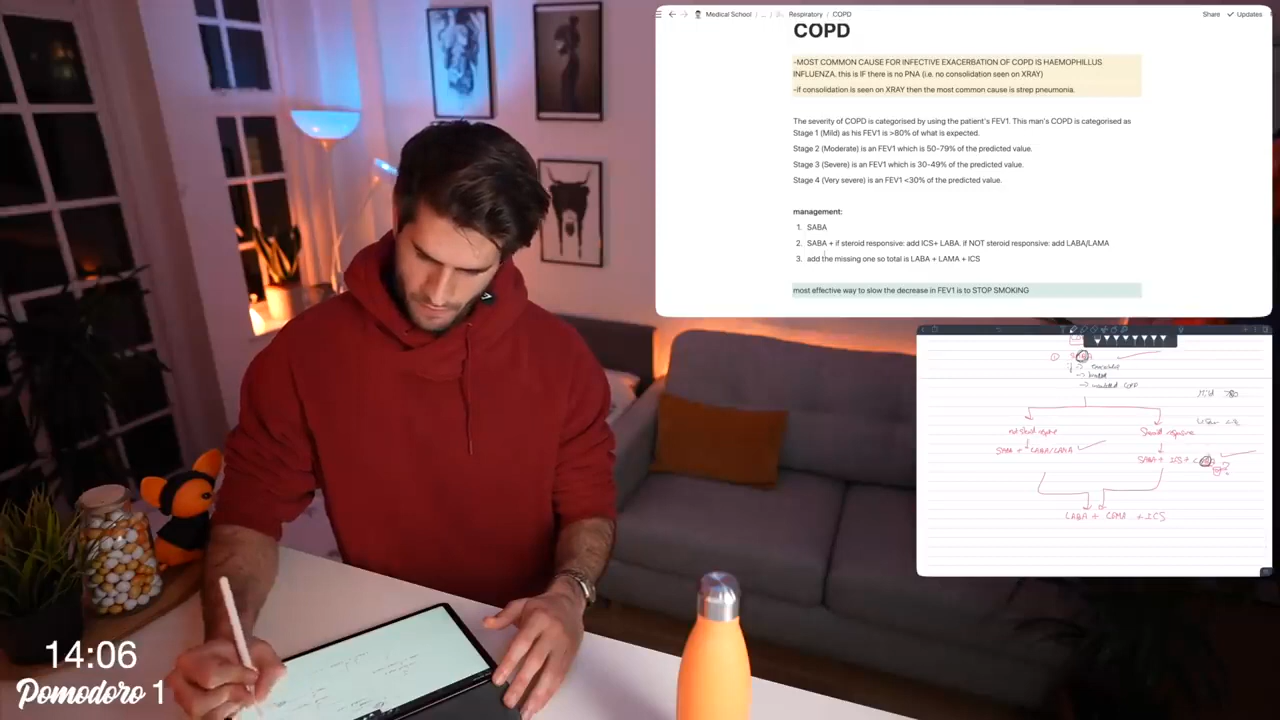 Medical School / ... / Respiratory / COPD
Share ✓ Updates
COPD
-MOST COMMON CAUSE FOR INFECTIVE EXACERBATION OF COPD IS HAEMOPHILLUS
INFLUENZA, this is IF there is no PNA (i.e. no consolidation seen on XRAY)
-if consolidation is seen on XRAY then the most common cause is strep pneumonia.
The severity of COPD is categorised by using the patient's FEV1. This man's COPD is categorised as
Stage 1 (Mild) as his FEV1 is >80% of what is expected.
Stage 2 (Moderate) is an FEV1 which is 50-79% of the predicted value.
Stage 3 (Severe) is an FEV1 which is 30-49% of the predicted value.
Stage 4 (Very severe) is an FEV1 <30% of the predicted value.
management:
1. SABA
2. SABA + if steroid responsive: add ICS+ LABA. if NOT steroid responsive: add LABA/LAMA
3. add the missing one so total is LABA + LAMA + ICS
most effective way to slow the decrease in FEV1 is to STOP SMOKING
Mild
Steroid responsive
SABA + LABA/LAMA
SABA + ICS +
LABA + LAMA + ICS
14:06
Pomodoro 1